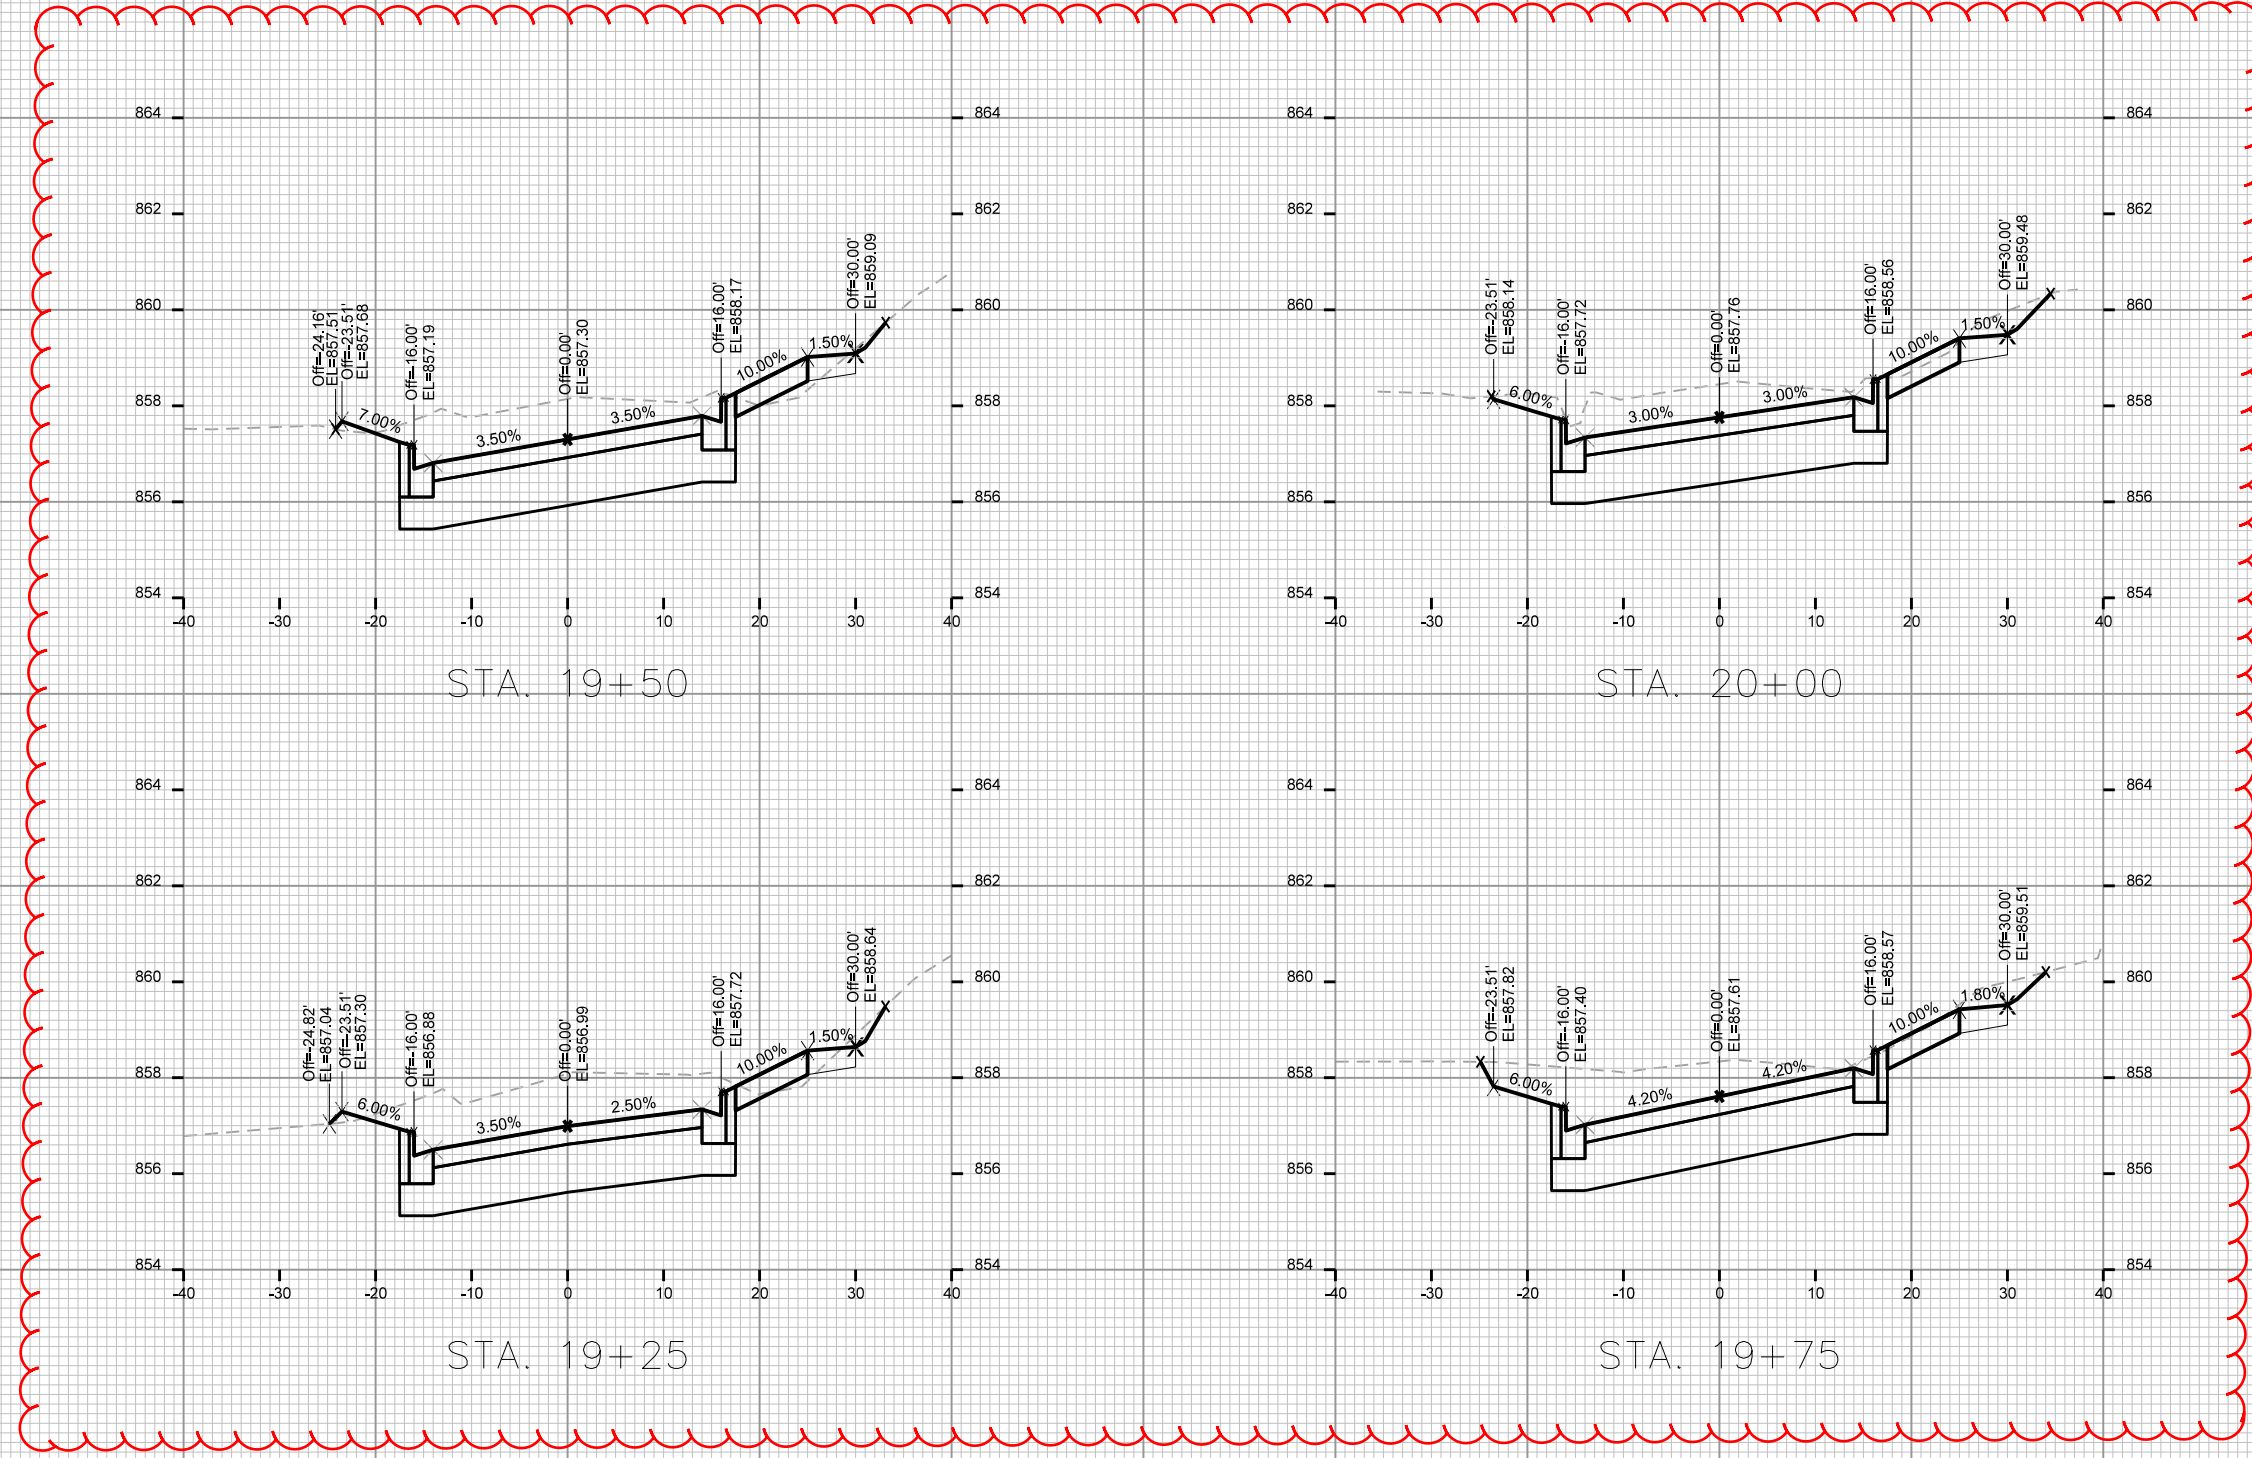 864
864
862
862
860
860
858
858
856
856
854
854
Off=-24.16'
EL=857.51
Off=-23.51'
EL=857.68
Off=-16.00'
EL=857.19
Off=0.00'
EL=857.30
Off=16.00'
EL=858.17
Off=30.00'
EL=859.09
7.00%
3.50%
3.50%
10.00%
1.50%
-40 -30 -20 -10 0 10 20 30 40
STA. 19+50
864
864
862
862
860
860
858
858
856
856
854
854
Off=-23.51'
EL=858.14
Off=-16.00'
EL=857.72
Off=0.00'
EL=857.76
Off=16.00'
EL=858.56
Off=30.00'
EL=859.48
6.00%
3.00%
3.00%
10.00%
1.50%
-40 -30 -20 -10 0 10 20 30 40
STA. 20+00
864
864
862
862
860
860
858
858
856
856
854
854
Off=-24.82'
EL=857.04
Off=-23.51'
EL=857.30
Off=-16.00'
EL=856.88
Off=0.00'
EL=856.99
Off=16.00'
EL=857.72
Off=30.00'
EL=858.64
6.00%
3.50%
2.50%
10.00%
1.50%
-40 -30 -20 -10 0 10 20 30 40
STA. 19+25
864
864
862
862
860
860
858
858
856
856
854
854
Off=-23.51'
EL=857.82
Off=-16.00'
EL=857.40
Off=0.00'
EL=857.61
Off=16.00'
EL=858.57
Off=30.00'
EL=859.51
6.00%
4.20%
4.20%
10.00%
1.80%
-40 -30 -20 -10 0 10 20 30 40
STA. 19+75